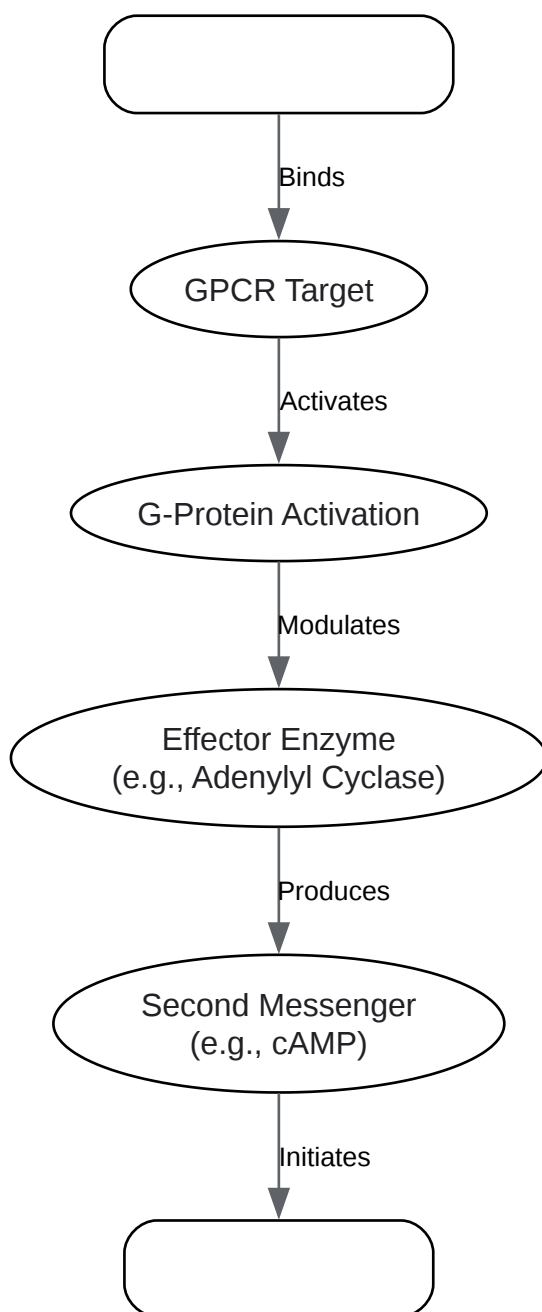 Binds
GPCR Target
Activates
G-Protein Activation
Modulates
Effector Enzyme
(e.g., Adenylyl Cyclase)
Produces
Second Messenger
(e.g., cAMP)
Initiates